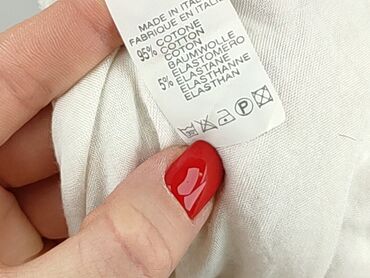 MADE IN ITALY
FABRIQUE EN ITALIE
95% COTONE
COTTON
COTON
BAUMWOLLE
5% ELASTOMERO
ELASTANE
ELASTHANNE
ELASTHAN
P